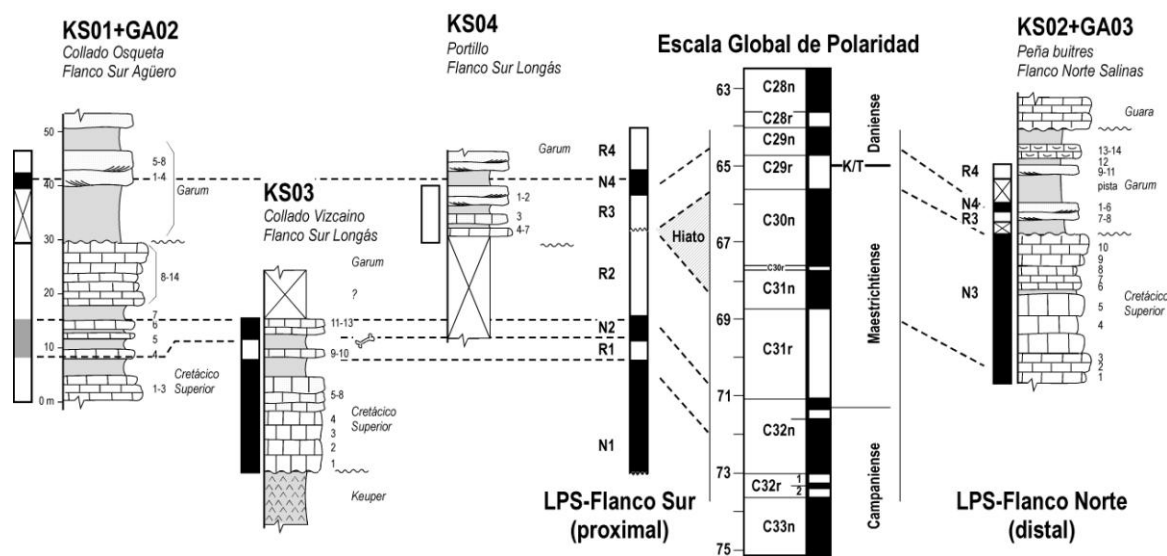 KS01+GA02
Collado Osqueta
Flanco Sur Agüero
50
40
30
20
10
0 m
5-8
1-4
Garum
8-14
7
6
5
4
1-3
Cretácico
Superior
KS03
Collado Vizcaino
Flanco Sur Longás
Garum
?
11-13
9-10
5-8
4
3
2
1
Cretácico
Superior
Keuper
KS04
Portillo
Flanco Sur Longás
Garum
1-2
3
4-7
R4
N4
R3
R2
N2
R1
N1
LPS-Flanco Sur
(proximal)
Hiato
Escala Global de Polaridad
63
65
67
69
71
73
75
C28n
C28r
C29n
C29r
C30n
C30r
C31n
C31r
C32n
C32r
1
2
C33n
K/T
Daniense
Maestrichtiense
Campaniense
KS02+GA03
Peña buitres
Flanco Norte Salinas
Guara
13-14
12
9-11
pista
Garum
1-6
7-8
R4
N4
R3
N3
10
9
8
7
6
5
4
3
2
1
Cretácico
Superior
LPS-Flanco Norte
(distal)